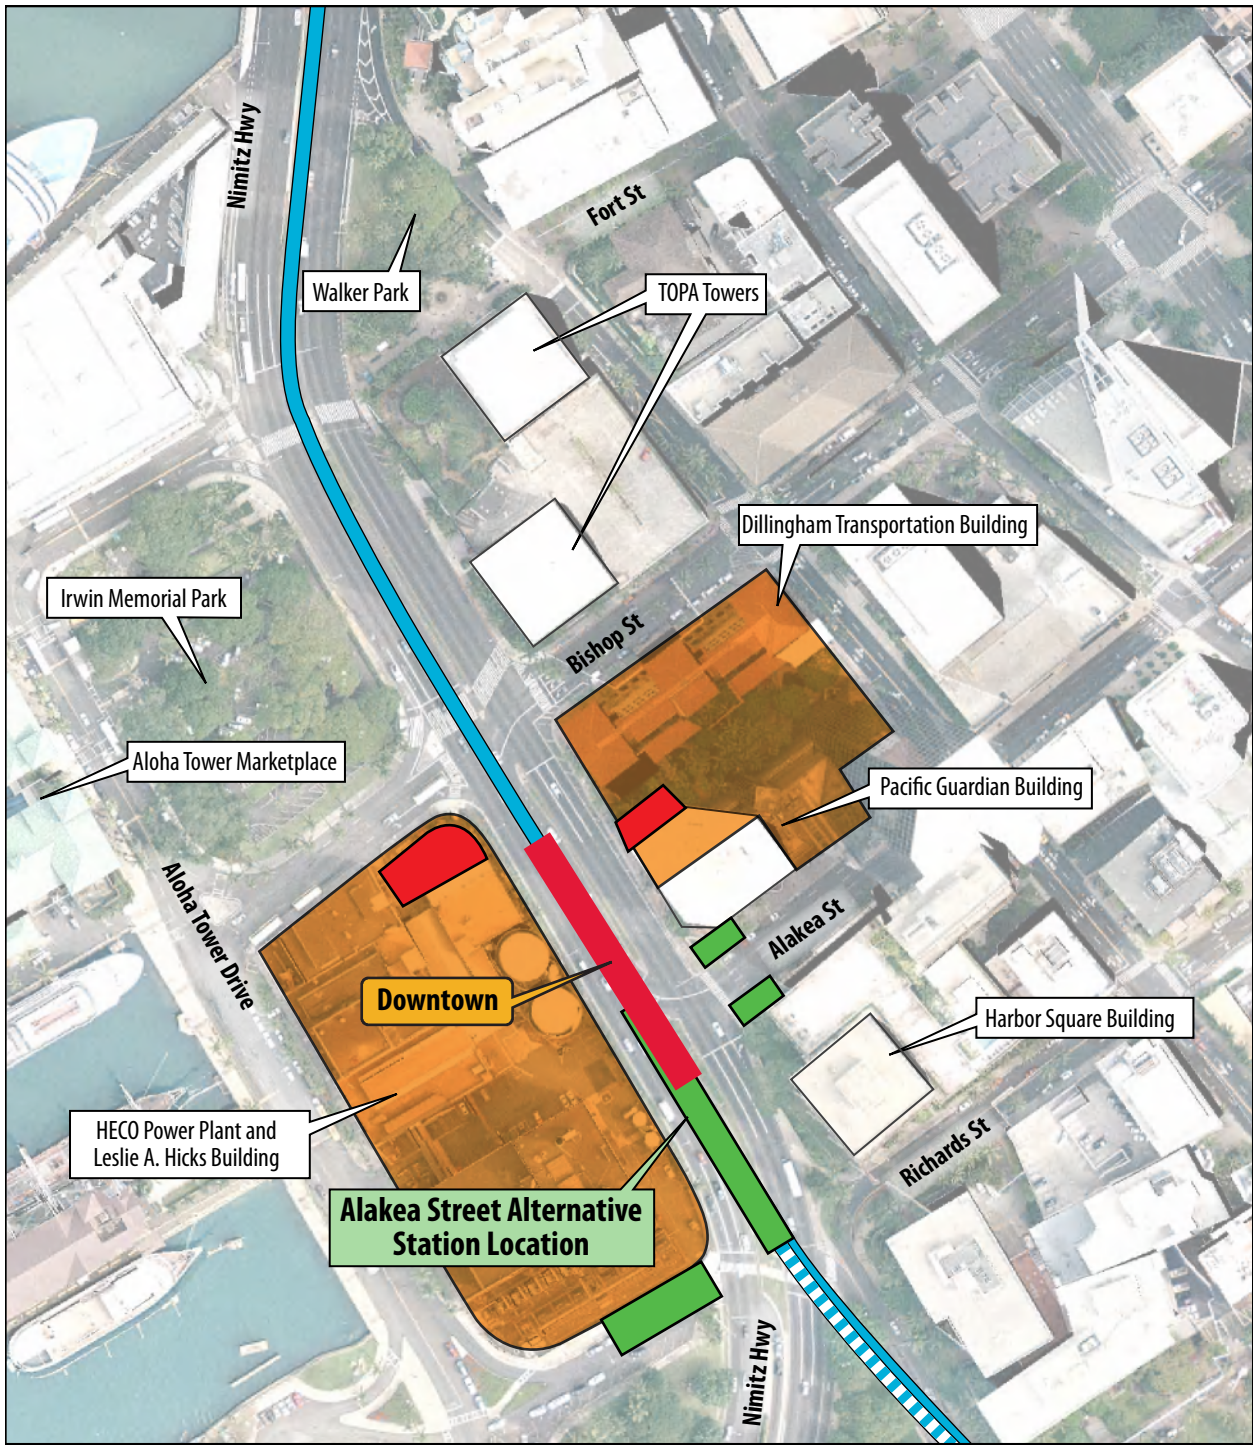 Nimitz Hwy
Fort St
Walker Park
TOPA Towers
Dillingham Transportation Building
Irwin Memorial Park
Bishop St
Aloha Tower Marketplace
Pacific Guardian Building
Aloha Tower Drive
Alakea St
Downtown
Harbor Square Building
HECO Power Plant and
Leslie A. Hicks Building
Richards St
Alakea Street Alternative
Station Location
Nimitz Hwy